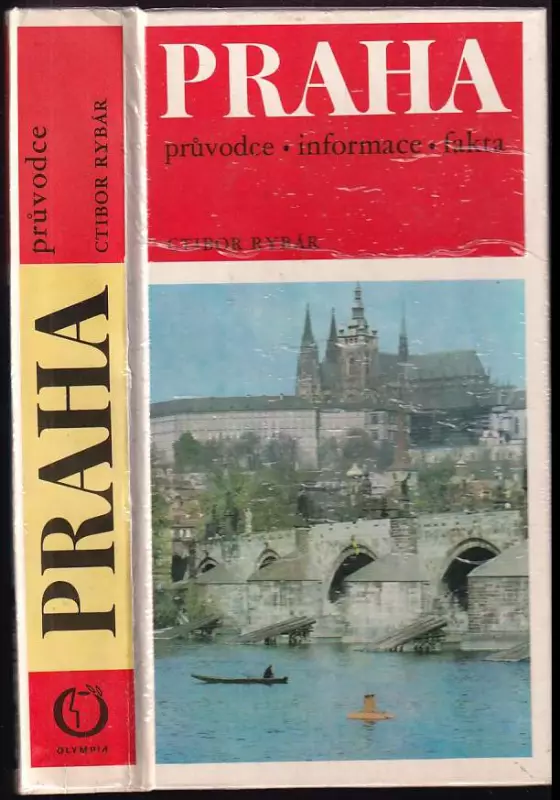 průvodce
CTIBOR RYBÁR
PRAHA
OLYMPIA
PRAHA
průvodce • informace • fakta
CTIBOR RYBÁR